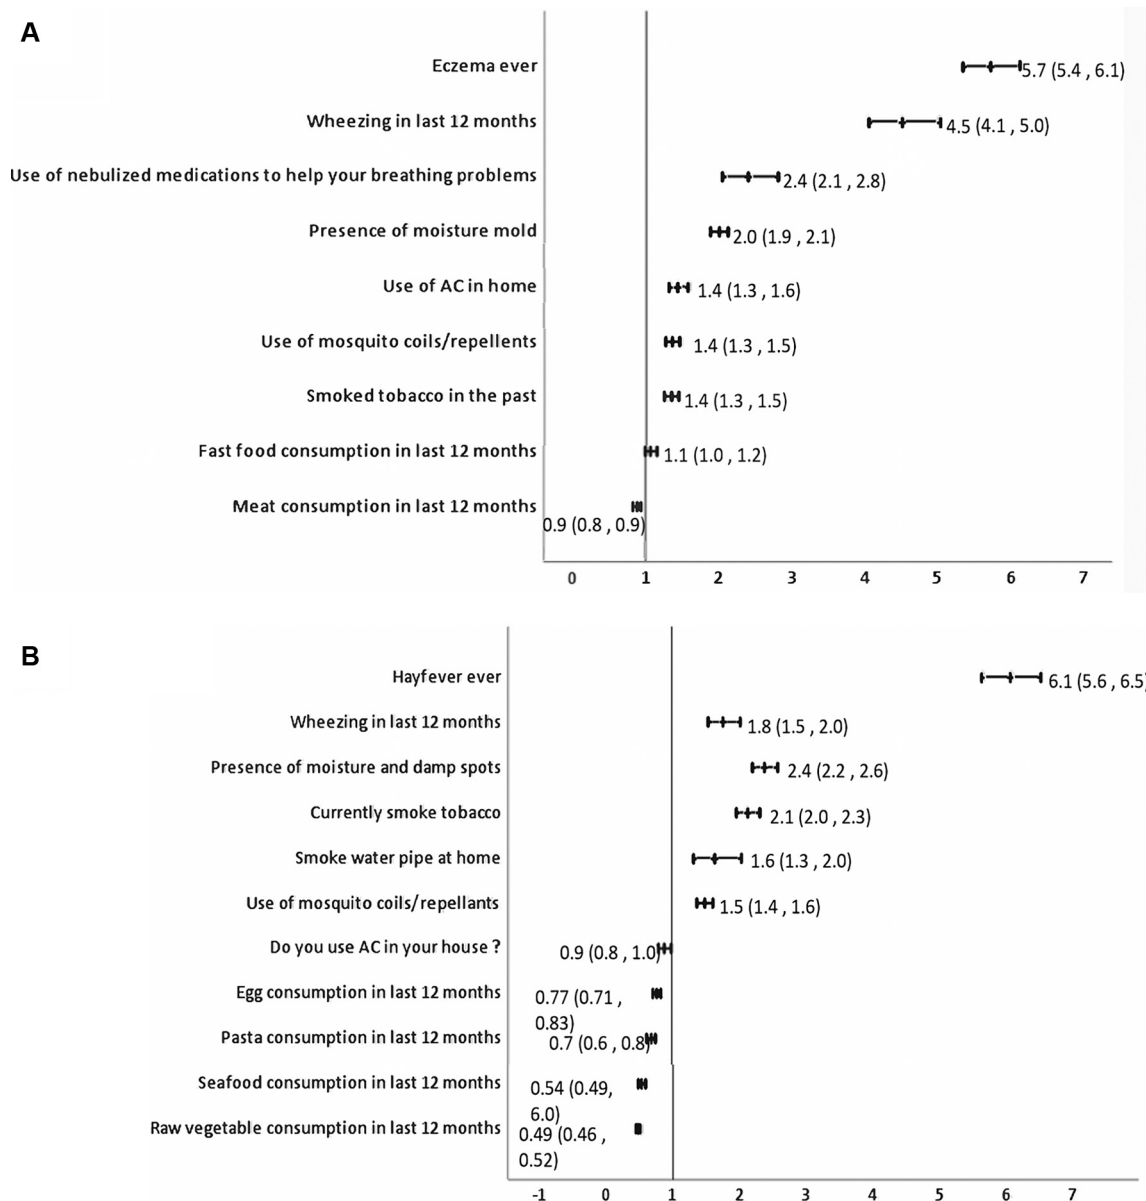 A
Eczema ever
5.7 (5.4 , 6.1)
Wheezing in last 12 months
4.5 (4.1 , 5.0)
Use of nebulized medications to help your breathing problems
2.4 (2.1 , 2.8)
Presence of moisture mold
2.0 (1.9 , 2.1)
Use of AC in home
1.4 (1.3 , 1.6)
Use of mosquito coils/repellents
1.4 (1.3 , 1.5)
Smoked tobacco in the past
1.4 (1.3 , 1.5)
Fast food consumption in last 12 months
1.1 (1.0 , 1.2)
Meat consumption in last 12 months
0.9 (0.8 , 0.9)
0 1 2 3 4 5 6 7
B
Hayfever ever
6.1 (5.6 , 6.5)
Wheezing in last 12 months
1.8 (1.5 , 2.0)
Presence of moisture and damp spots
2.4 (2.2 , 2.6)
Currently smoke tobacco
2.1 (2.0 , 2.3)
Smoke water pipe at home
1.6 (1.3 , 2.0)
Use of mosquito coils/repellants
1.5 (1.4 , 1.6)
Do you use AC in your house ?
0.9 (0.8 , 1.0)
Egg consumption in last 12 months
0.77 (0.71 ,
0.83)
Pasta consumption in last 12 months
0.7 (0.6 , 0.8)
Seafood consumption in last 12 months
0.54 (0.49,
6.0)
Raw vegetable consumption in last 12 months
0.49 (0.46 ,
0.52)
-1 0 1 2 3 4 5 6 7